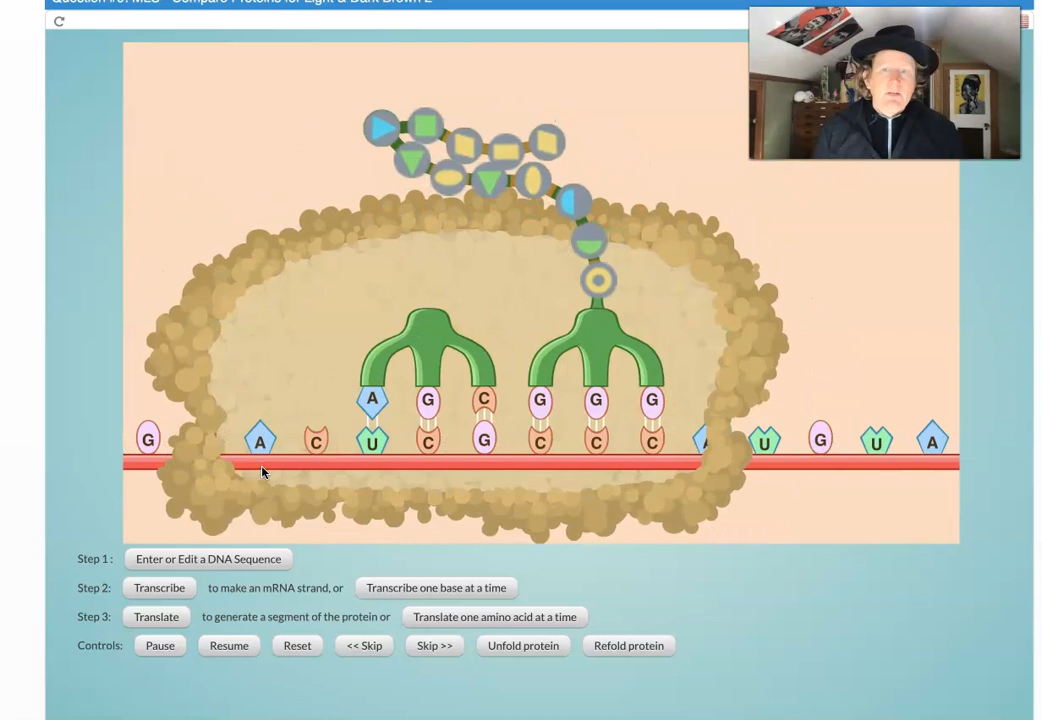 A G C G G G
G A C U C G C C C A U G U A
Step 1: Enter or Edit a DNA Sequence
Step 2: Transcribe to make an mRNA strand, or Transcribe one base at a time
Step 3: Translate to generate a segment of the protein or Translate one amino acid at a time
Controls: Pause Resume Reset << Skip Skip >> Unfold protein Refold protein